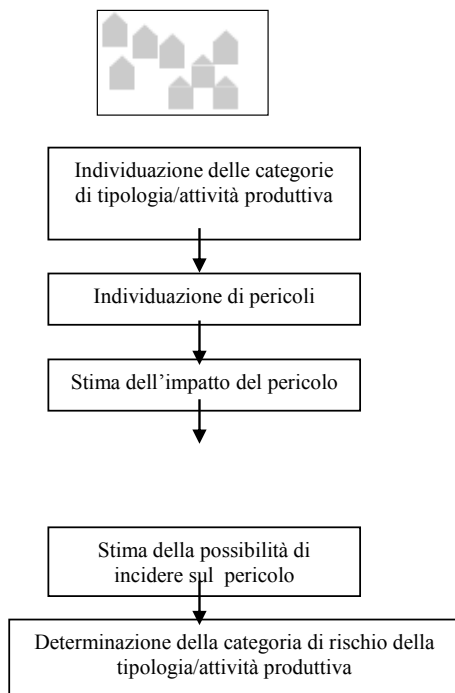 Individuazione delle categorie
di tipologia/attività produttiva
Individuazione di pericoli
Stima dell’impatto del pericolo
Stima della possibilità di
incidere sul pericolo
Determinazione della categoria di rischio della
tipologia/attività produttiva